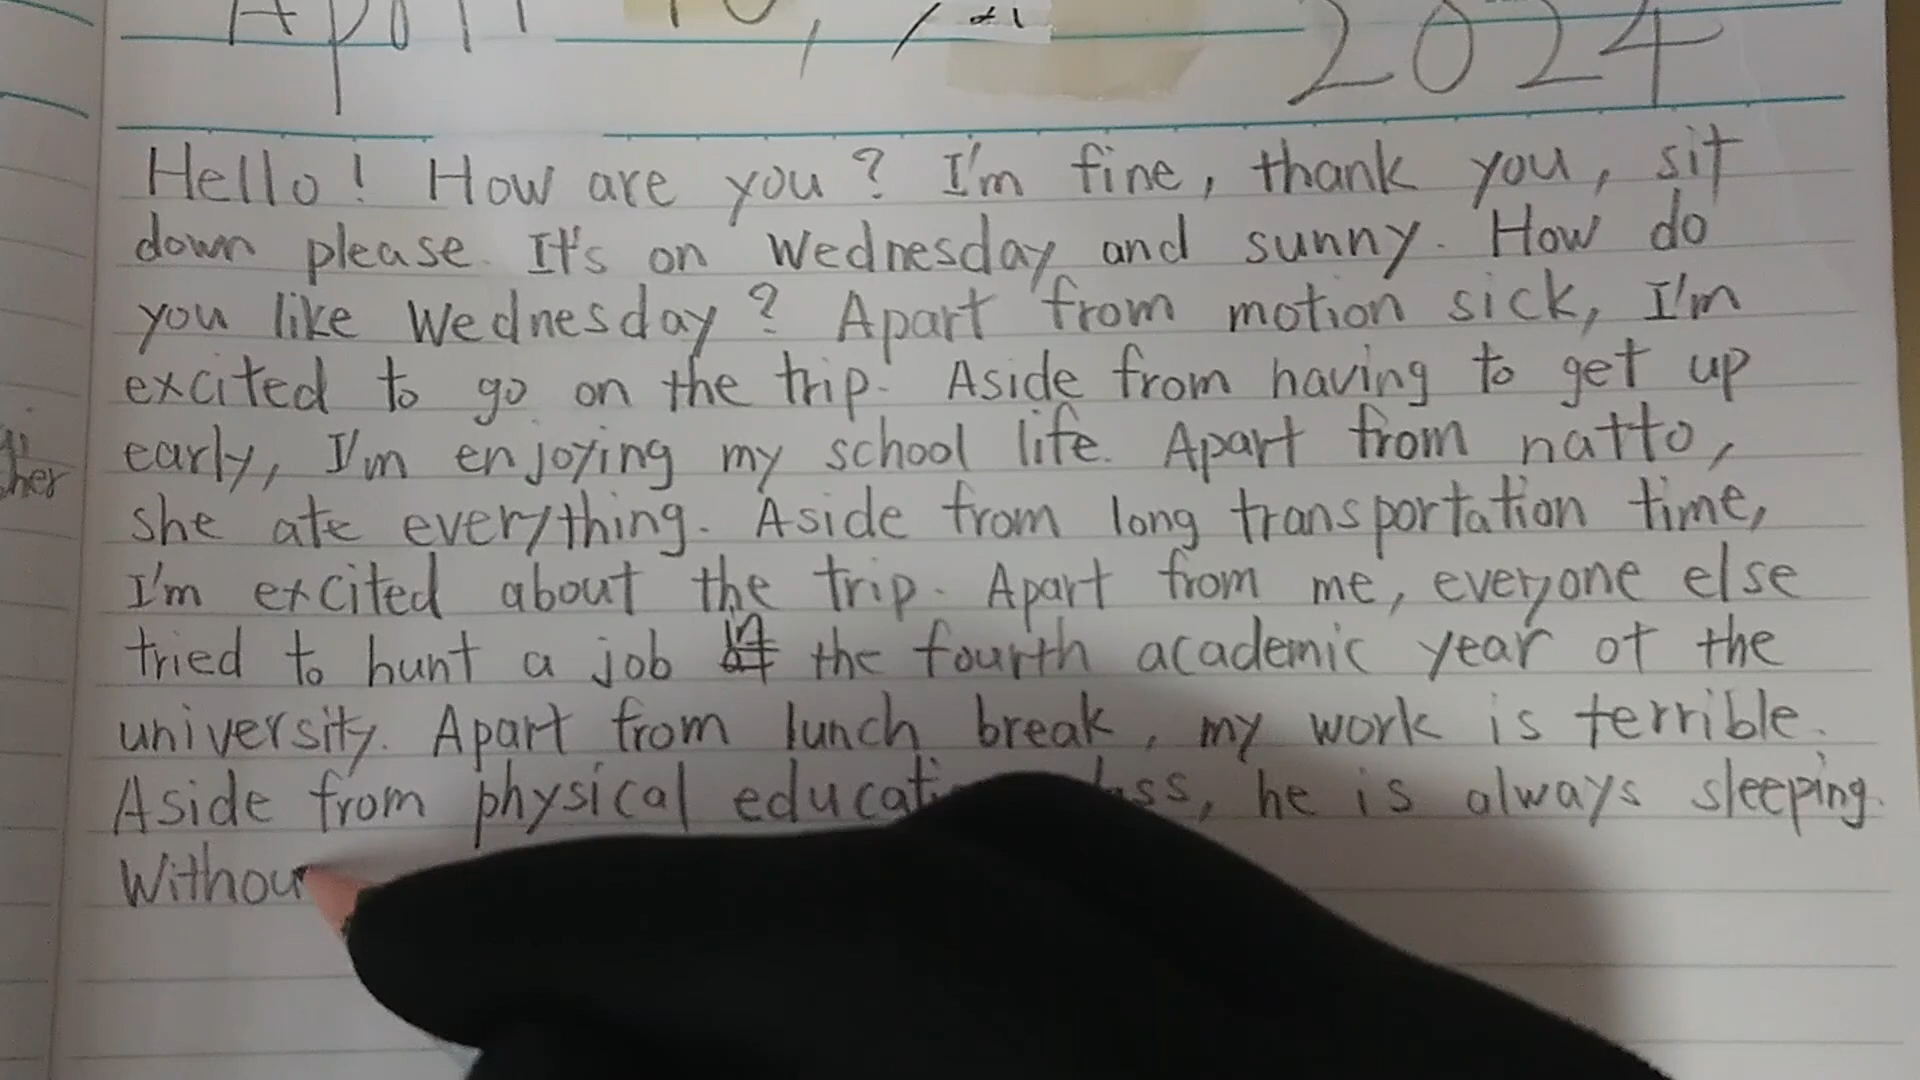 April 10, 2024
Hello! How are you? I'm fine, thank you, sit
down please. It's on Wednesday and sunny. How do
you like Wednesday? Apart from motion sick, I'm
excited to go on the trip. Aside from having to get up
early, I'm enjoying my school life. Apart from natto,
she ate everything. Aside from long transportation time,
I'm excited about the trip. Apart from me, everyone else
tried to hunt a job in the fourth academic year of the
university. Apart from lunch break, my work is terrible.
Aside from physical he is always sleeping.
Withou